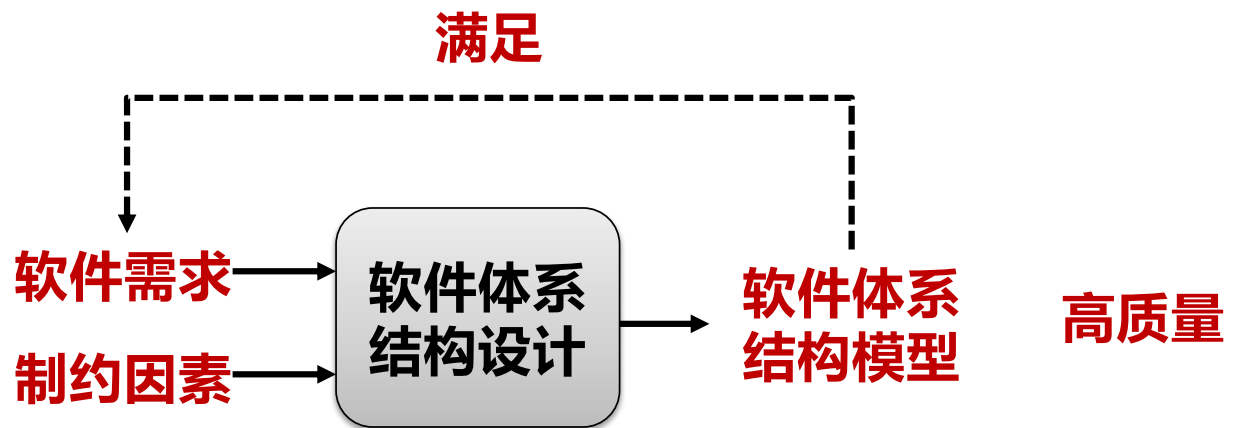 满足
软件需求
制约因素
软件体系
结构设计
软件体系
结构模型
高质量